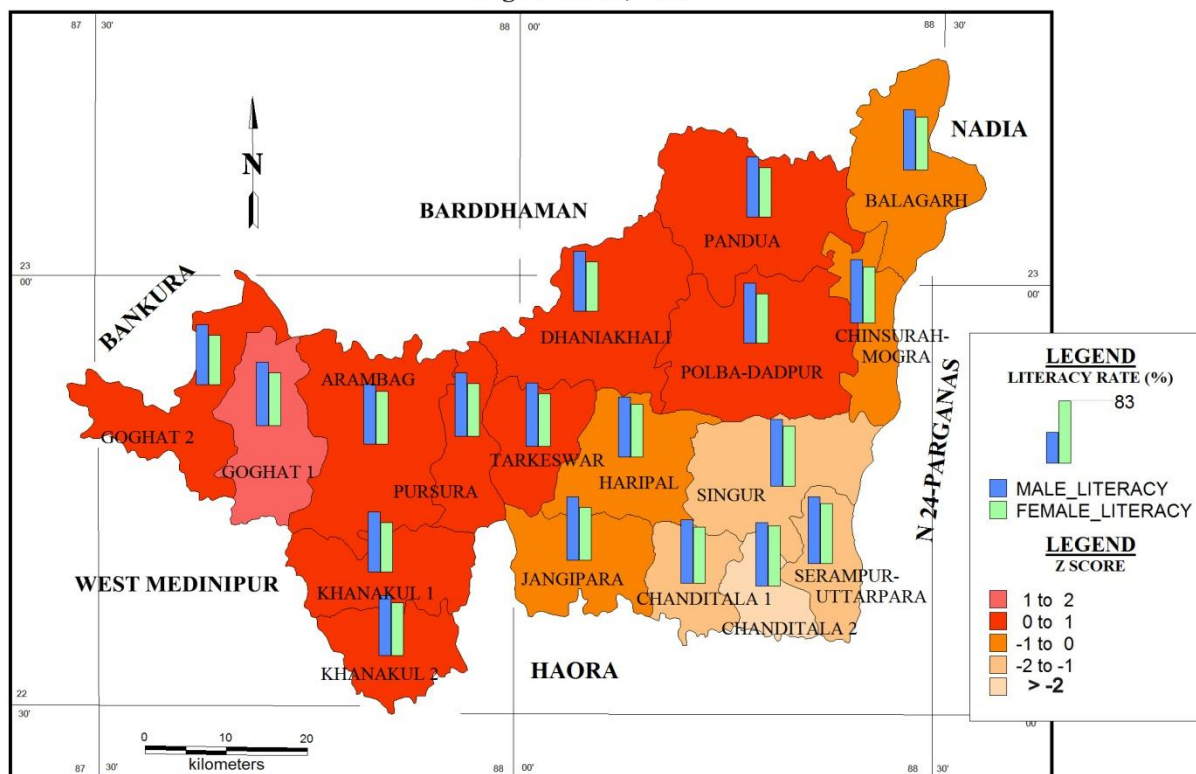 87 30' 88 00' 88 30'
N
NADIA
BARDDHAMAN
BALAGARH
PANDUA
23 00'
23 00'
BANKURA
DHANIAKHALI
CHINSURAH-
MOGRA
POLBA-DADPUR
ARAMBAG
GOGHAT 2
GOGHAT 1
TARKESWAR
PURSURA
HARIPAL
SINGUR
N 24-PARGANAS
WEST MEDINIPUR
KHANAKUL 1
JANGIPARA
CHANDITALA 1
SERAMPUR-
UTTARPARA
CHANDITALA 2
KHANAKUL 2
HAORA
22 30'
00'
0 10 20
kilometers
87 30' 88 00' 88 30'
LEGEND
LITERACY RATE (%)
83
MALE_LITERACY
FEMALE_LITERACY
LEGEND
Z SCORE
1 to 2
0 to 1
-1 to 0
-2 to -1
> -2